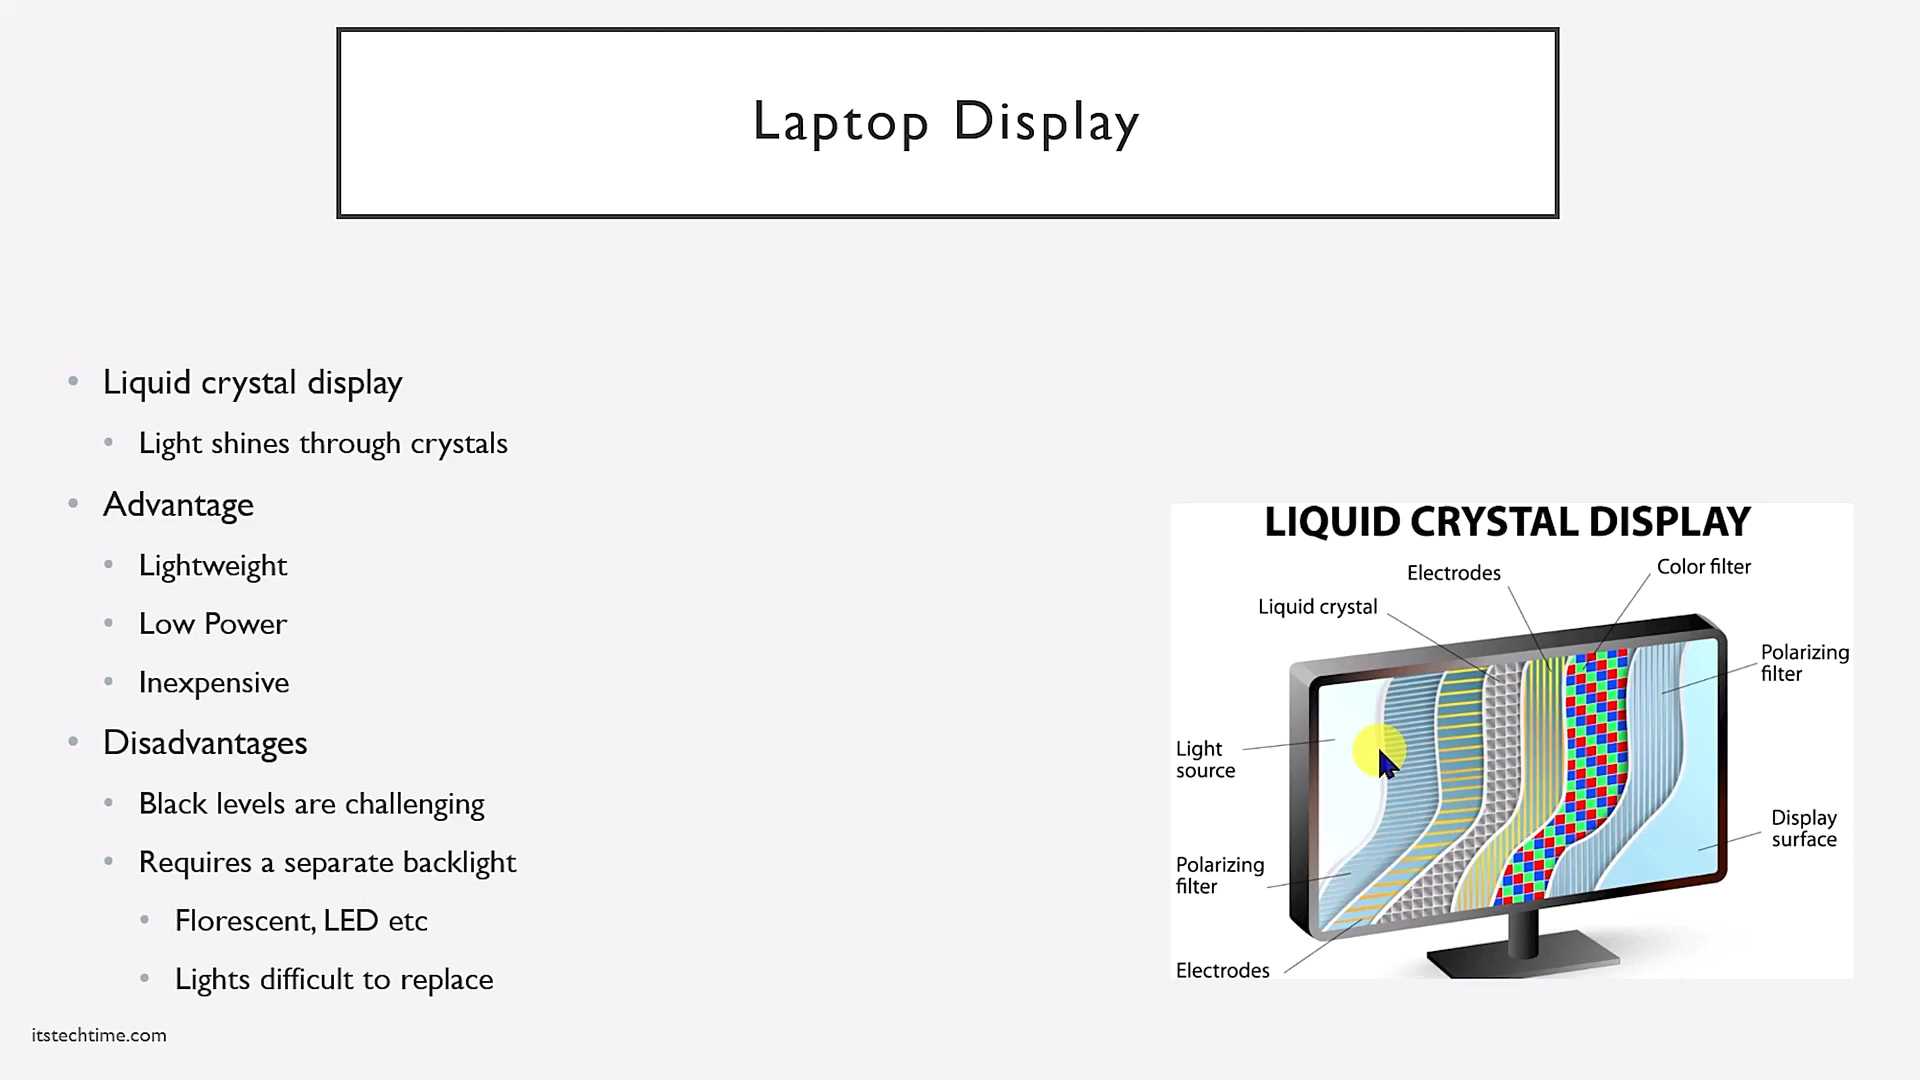 Laptop Display
Liquid crystal display
Light shines through crystals
Advantage
Lightweight
Low Power
Inexpensive
Disadvantages
Black levels are challenging
Requires a separate backlight
Florescent, LED etc
Lights difficult to replace
itstechtime.com
LIQUID CRYSTAL DISPLAY
Electrodes
Color filter
Liquid crystal
Polarizing
filter
Light
source
Display
surface
Polarizing
filter
Electrodes